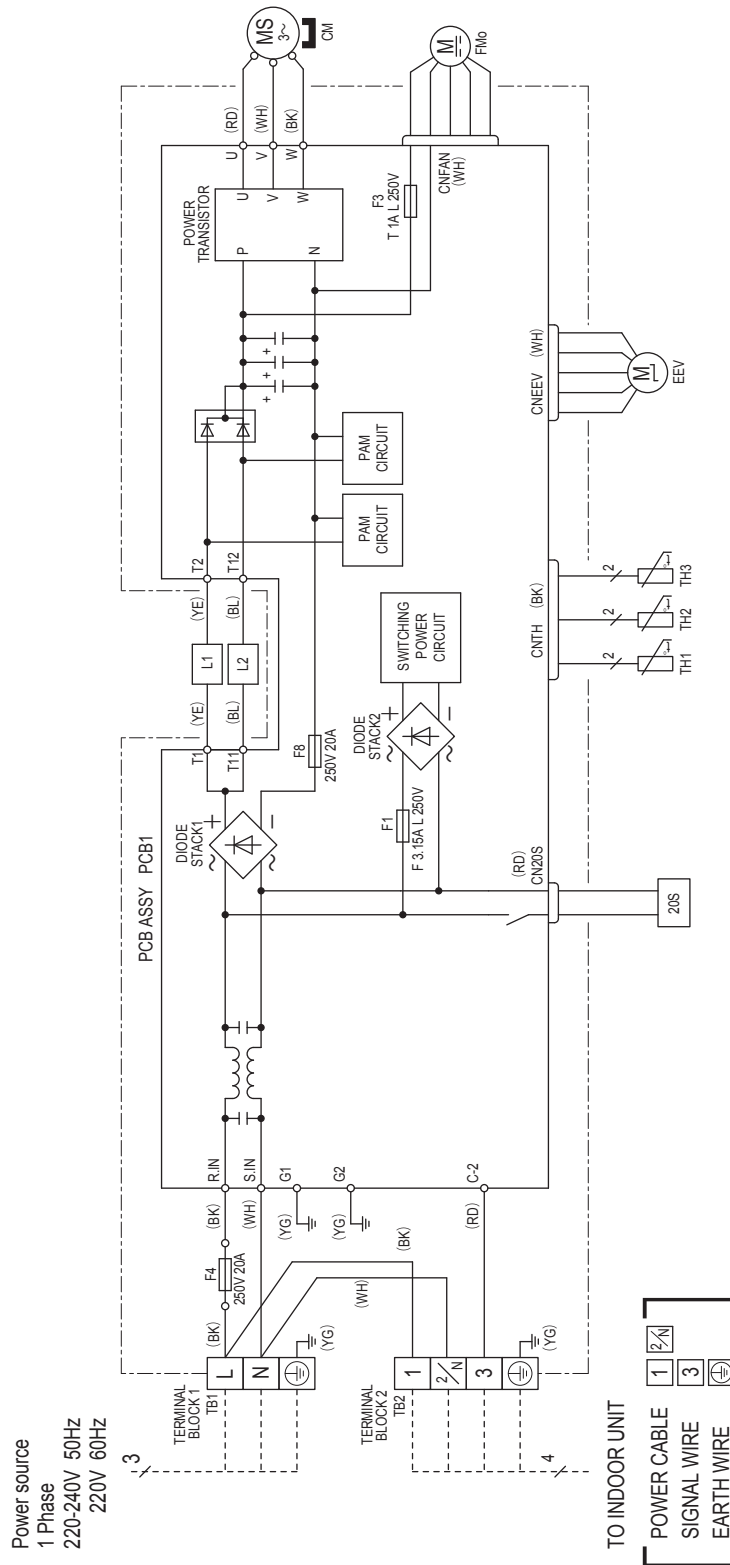 Power source
1 Phase
220-240V 50Hz
220V 60Hz
3
TERMINAL
BLOCK 1
TB1
L
N
(BK)
F4
250V 20A
(BK)
(WH)
(YG)
R.IN
S.IN
G1
(YG)
G2
(YG)
C-2
(RD)
(BK)
(WH)
TERMINAL
BLOCK 2
TB2
1
2/N
3
(YG)
4
TO INDOOR UNIT
POWER CABLE 1 2/N
SIGNAL WIRE 3
EARTH WIRE
PCB ASSY PCB1
DIODE
STACK1
+
−
~
~
T1
T11
(YE)
(BL)
L1
L2
(YE)
(BL)
T2
T12
F8
250V 20A
F1
F 3.15A L 250V
DIODE
STACK2
+
−
~
~
SWITCHING
POWER
CIRCUIT
PAM
CIRCUIT
PAM
CIRCUIT
+
+
+
POWER
TRANSISTOR
P
N
U
V
W
U
V
W
(RD)
(WH)
(BK)
MS
3~
CM
F3
T 1A L 250V
CNFAN
(WH)
M
FMo
(RD)
CN20S
20S
CNTH
(BK)
2
2
2
TH1
TH2
TH3
CNEEV
(WH)
M
EEV